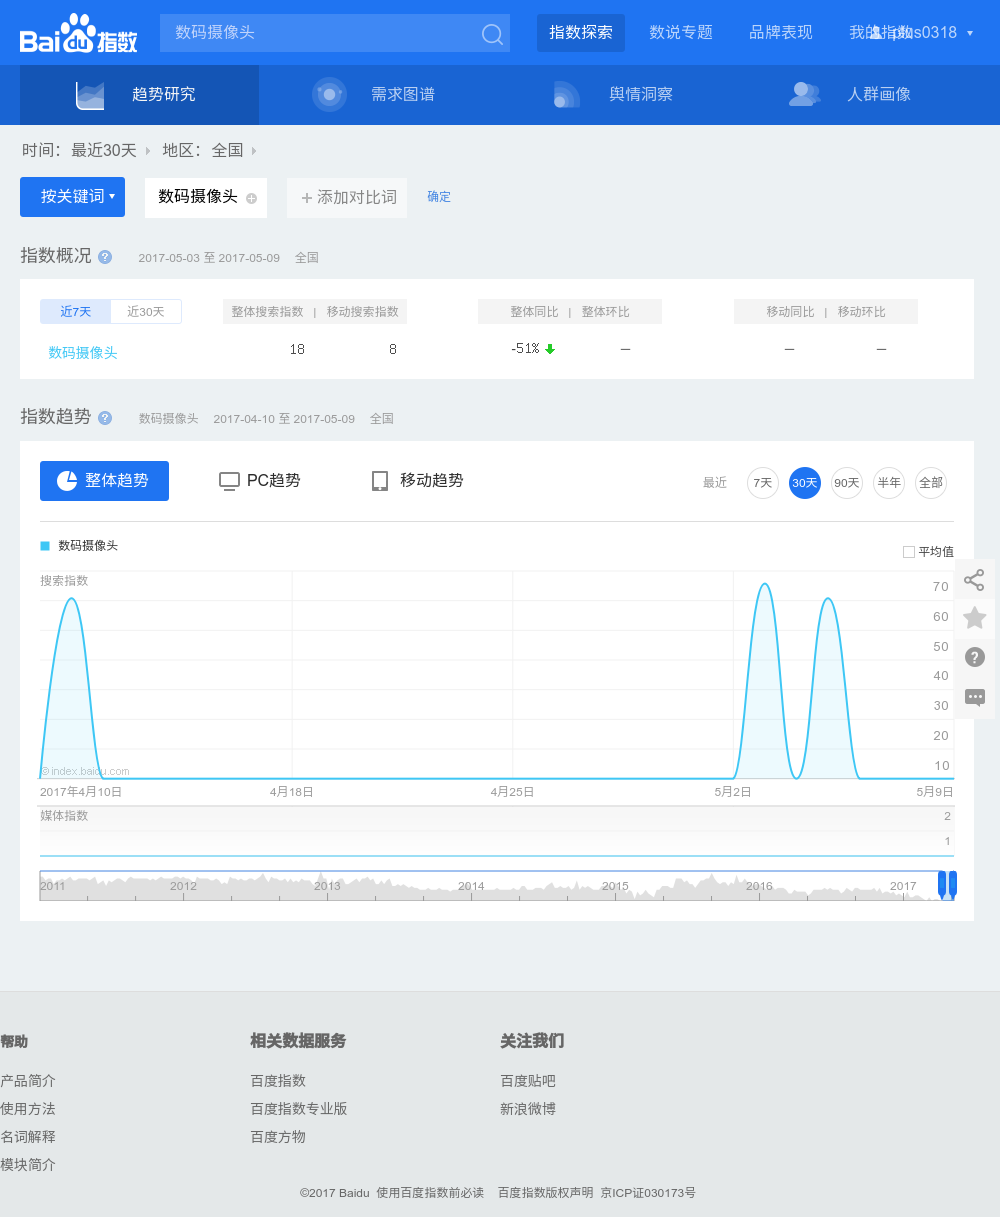 Bai du 指数 数码摄像头 指数探索 数说专题 品牌表现 我的指数 plus0318
趋势研究 需求图谱 舆情洞察 人群画像
时间: 最近30天 地区: 全国
按关键词 数码摄像头 + 添加对比词 确定
指数概况 ? 2017-05-03 至 2017-05-09 全国
近7天 近30天 整体搜索指数 | 移动搜索指数 整体同比 | 整体环比 移动同比 | 移动环比
数码摄像头 18 8 -51% — — —
指数趋势 ? 数码摄像头 2017-04-10 至 2017-05-09 全国
整体趋势 PC趋势 移动趋势 最近 7天 30天 90天 半年 全部
数码摄像头
平均值
搜索指数
70
60
50
40
30
20
10
©index.baidu.com
2017年4月10日 4月18日 4月25日 5月2日 5月9日
媒体指数 2
1
2011 2012 2013 2014 2015 2016 2017
帮助 相关数据服务 关注我们
产品简介 百度指数 百度贴吧
使用方法 百度指数专业版 新浪微博
名词解释 百度方物
模块简介
©2017 Baidu 使用百度指数前必读 百度指数版权声明 京ICP证030173号